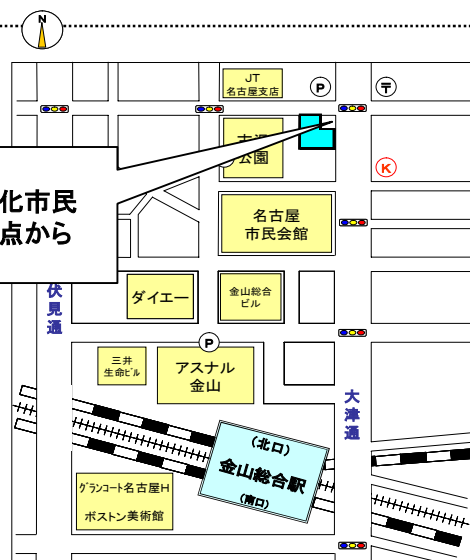 N
JT
名古屋支店
P
〒
公園
K
化市民
点から
名古屋
市民会館
伏見通
ダイエー
金山総合
ビル
P
三井
生命ビル
アスナル
金山
大津通
(北口)
金山総合駅
(南口)
グランコート名古屋H
ボストン美術館